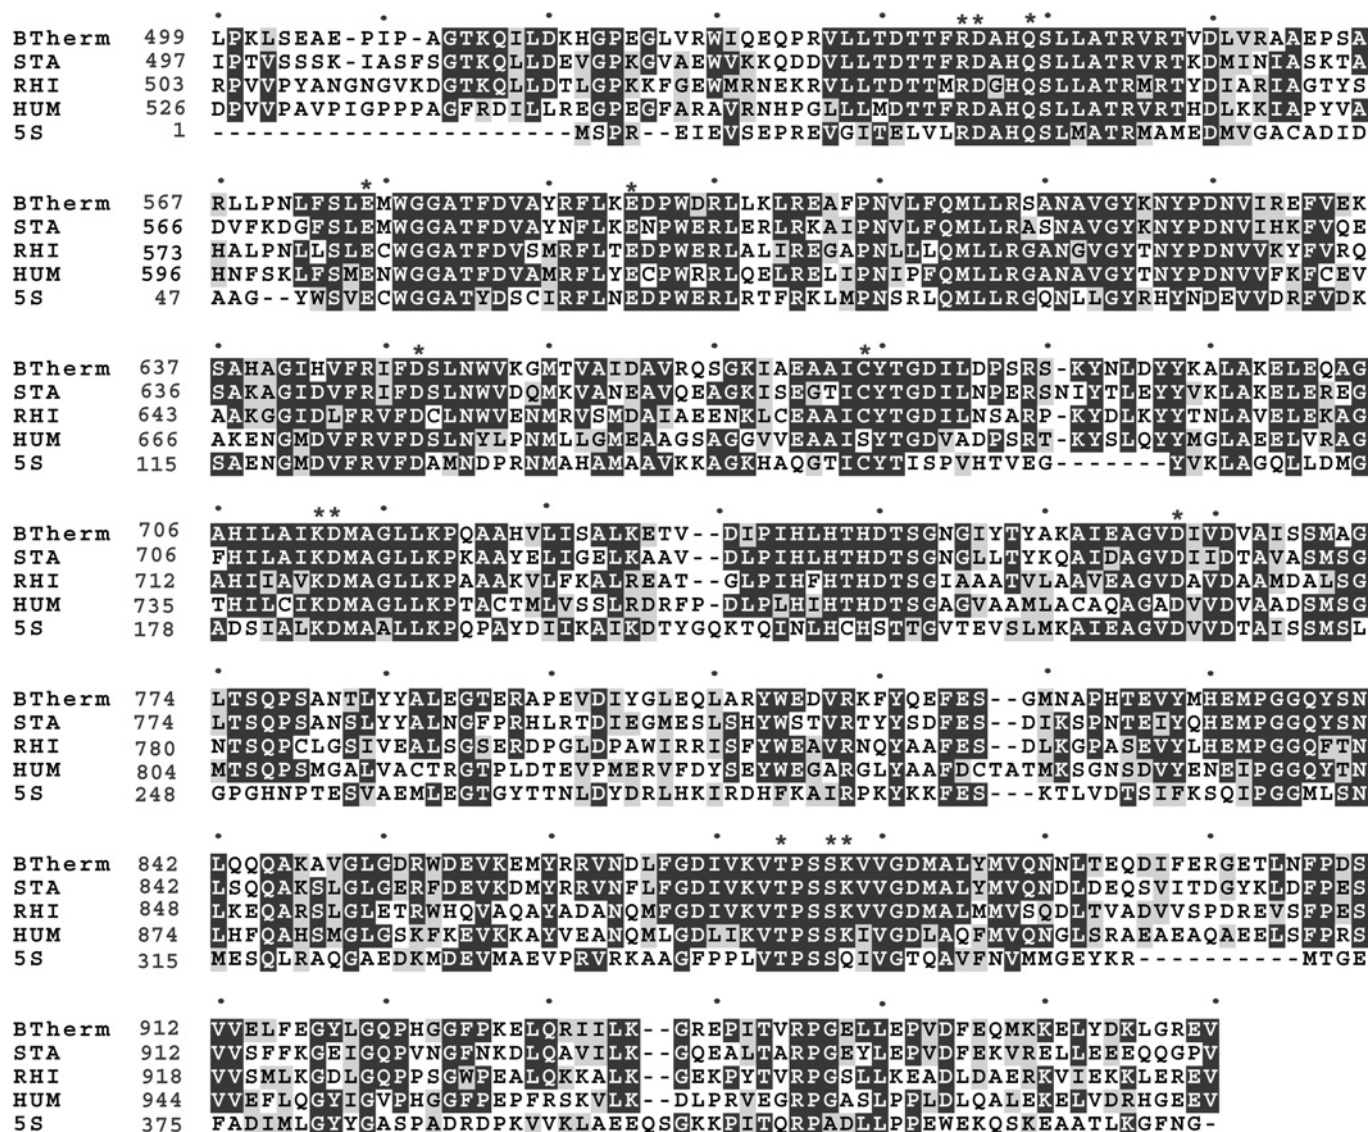 * * *
BTherm 499 LPKLSEAE-PIP-AGTKQILDKHGPEGLVRWIQEQPRVLLTDTTFRDAHQSLLATRVRTVDLVRAAEPSA
STA 497 IPTVSSSK-IASFSGTKQLLDEVGPKGVAEWVKKQDDVLLTDTTFRDAHQSLLATRVRTKDMINIASKTA
RHI 503 RPVVPYANGNGVKDGTKQLLDTLGPKKFGEWMRNEKRVLLTDTTMRDGHQSLLATRMRTYDIARIAGTYS
HUM 526 DPVVPAVPIGPPPAGFRDILLREGPEGFARAVRNHPGLLLMDTTFRDAHQSLLATRVRTHDLKKIAPYVA
5S 1 ----------------------MSPR--EIEVSEPREVGITELVLRDAHQSLMATRMAMEDMVGACADID
* *
BTherm 567 RLLPNLFSLEMWGGATFDVAYRFLKEDPWDRLLKLREAFPNVLFQMLLRSANAVGYKNYPDNVIREFVEK
STA 566 DVFKDGFSLEMWGGATFDVAYNFLKENPWERLERLRKAIPNVLFQMLLRASNAVGYKNYPDNVIHKFVQE
RHI 573 HALPNLLSLECWGGATFDVSMRFLTEDPWERLALIREGAPNLLLQMLLRGANGVGYTNYPDNVVKYFVRQ
HUM 596 HNFSKLFSMENWGGATFDVAMRFLYECPWRRLQELRELIPNIPFQMLLRGANAVGYTNYPDNVVFKFCEV
5S 47 AAG--YWSVECWGGATYDSCIRFLNEDPWERLRTFRKLMPNSRLQMLLRGQNLLGYRHYNDEVVDRFVDK
* *
BTherm 637 SAHAGIHVFRIFDSLNWVKGMTVAIDAVRQSGKIAEAAICYTGDILDPSRS-KYNLDYYKALAKELEQAG
STA 636 SAKAGIDVFRIFDSLNWVDQMKVANEAVQEAGKISEGTICYTGDILNPERSNIYTLEYYVKLAKELEREG
RHI 643 AAKGGIDLFRVFDCLNWVENMRVSMDAIAEENKLCEAAICYTGDILNSARP-KYDLKYYTNLAVELEKAG
HUM 666 AKENGMDVFRVFDSLNYLPNMLLGMEAAGSAGGVVEAAISYTGDVADPSRT-KYSLQYYMGLAEELVRAG
5S 115 SAENGMDVFRVFDAMNDPRNMAHAMAAVKKAGKHAQGTICYTISPVHTVEG-------YVKLAGQLLDMG
** *
BTherm 706 AHILAIKDMAGLLKPQAAHVLISALKETV--DIPIHLHTHDTSGNGIYTYAKAIEAGVDIVDVAISSMAG
STA 706 FHILAIKDMAGLLKPKAAYELIGELKAAV--DLPIHLHTHDTSGNGLLTYKQAIDAGVDIIDTAVASMSG
RHI 712 AHIIAVKDMAGLLKPAAAKVLFKALREAT--GLPIHFHTHDTSGIAAATVLAAVEAGVDAVDAAMDALSG
HUM 735 THILCIKDMAGLLKPTACTMLVSSLRDRFP-DLPLHIHTHDTSGAGVAAMLACAQAGADVVDVAADSMSG
5S 178 ADSIALKDMAALLKPQPAYDIIKAIKDTYGQKTQINLHCHSTTGVTEVSLMKAIEAGVDVVDTAISSMSL
BTherm 774 LTSQPSANTLYYALEGTERAPEVDIYGLEQLARYWEDVRKFYQEFES--GMNAPHTEVYMHEMPGGQYSN
STA 774 LTSQPSANSLYYALNGFPRHLRTDIEGMESLSHYWSTVRTYYSDFES--DIKSPNTEIYQHEMPGGQYSN
RHI 780 NTSQPCLGSIVEALSGSERDPGLDPAWIRRISFYWEAVRNQYAAFES--DLKGPASEVYLHEMPGGQFTN
HUM 804 MTSQPSMGALVACTRGTPLDTEVPMERVFDYSEYWEGARGLYAAFDCTATMKSGNSDVYENEIPGGQYTN
5S 248 GPGHNPTESVAEMLEGTGYTTNLDYDRLHKIRDHFKAIRPKYKKFES---KTLVDTSIFKSQIPGGMLSN
* **
BTherm 842 LQQQAKAVGLGDRWDEVKEMYRRVNDLFGDIVKVTPSSKVVGDMALYMVQNNLTEQDIFERGETLNFPDS
STA 842 LSQQAKSLGLGERFDEVKDMYRRVNFLFGDIVKVTPSSKVVGDMALYMVQNDLDEQSVITDGYKLDFPES
RHI 848 LKEQARSLGLETRWHQVAQAYADANQMFGDIVKVTPSSKVVGDMALMMVSQDLTVADVVSPDREVSFPES
HUM 874 LHFQAHSMGLGSKFKEVKKAYVEANQMLGDLIKVTPSSKIVGDLAQFMVQNGLSRAEAEAQAEELSFPRS
5S 315 MESQLRAQGAEDKMDEVMAEVPRVRKAAGFPPLVTPSSQIVGTQAVFNVMMGEYKR----------MTGE
BTherm 912 VVELFEGYLGQPHGGFPKELQRIILK--GREPITVRPGELLEPVDFEQMKKELYDKLGREV
STA 912 VVSFFKGEIGQPVNGFNKDLQAVILK--GQEALTARPGEYLEPVDFEKVRELLEEEQQGPV
RHI 918 VVSMLKGDLGQPPSGWPEALQKKALK--GEKPYTVRPGSLLKEADLDAERKVIEKKLEREV
HUM 944 VVEFLQGYIGVPHGGFPEPFRSKVLK--DLPRVEGRPGASLPPLDLQALEKELVDRHGEEV
5S 375 FADIMLGYYGASPADRDPKVVKLAEEQSGKKPITQRPADLLPPEWEKQSKEAATLKGFNG-